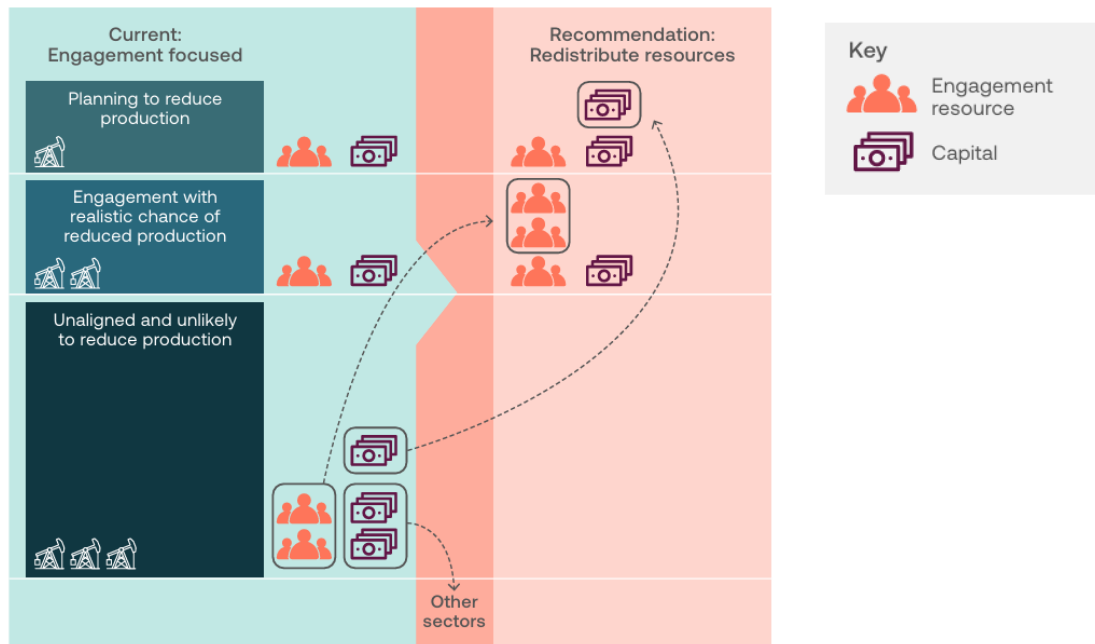 Current:
Engagement focused
Recommendation:
Redistribute resources
Key
Engagement
resource
Capital
Planning to reduce
production
Engagement with
realistic chance of
reduced production
Unaligned and unlikely
to reduce production
Other
sectors